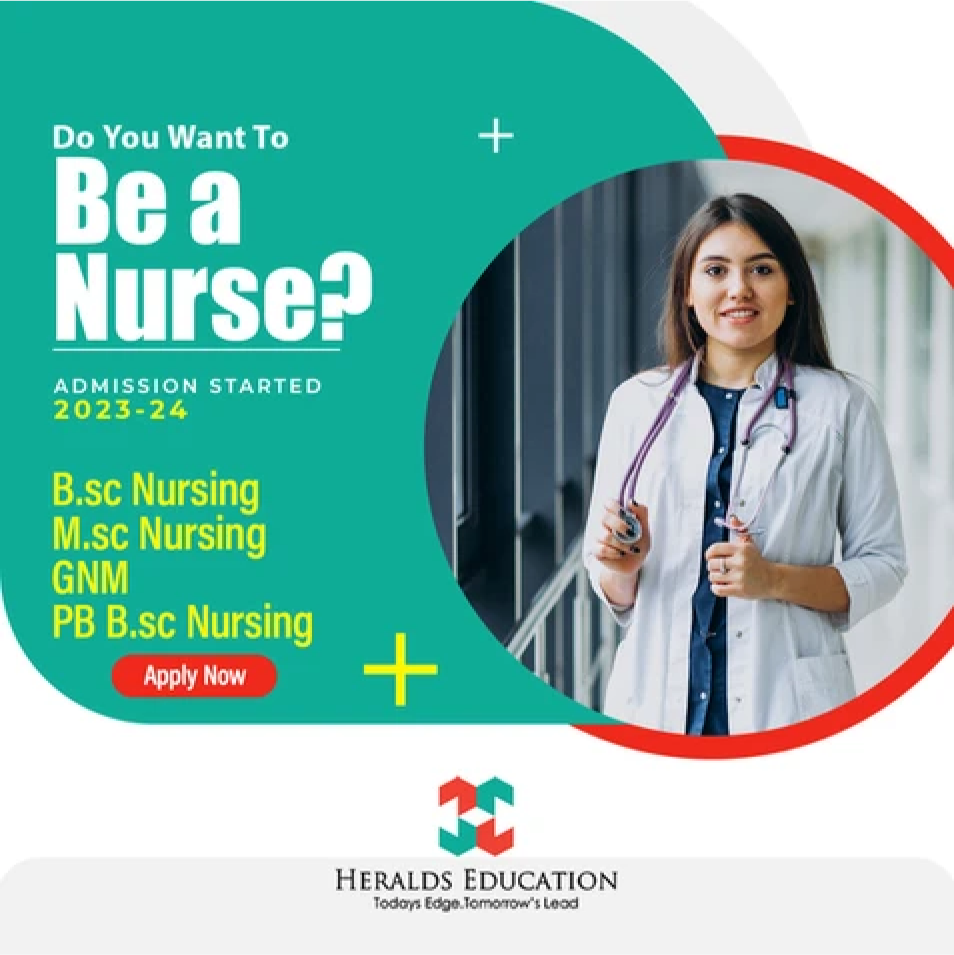 Do You Want To
Be a
Nurse?
ADMISSION STARTED
2023-24
B.sc Nursing
M.sc Nursing
GNM
PB B.sc Nursing
Apply Now
HERALDS EDUCATION
Todays Edge.Tomorrow's Lead